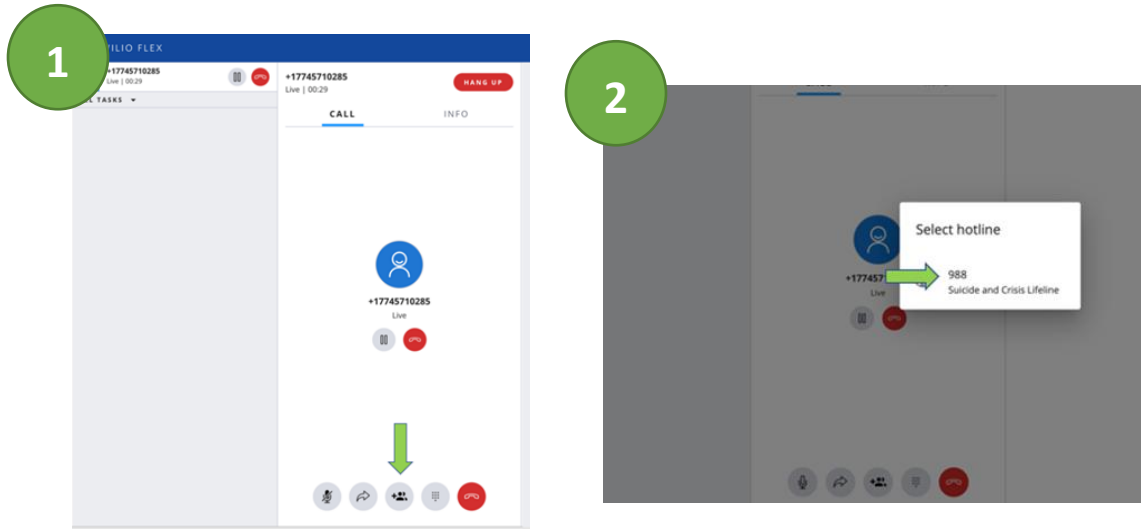 1
ILIO FLEX
+17745710285
Live | 00:29
TASKS
+17745710285
Live | 00:29
HANG UP
CALL
INFO
+17745710285
Live
2
Select hotline
988
Suicide and Crisis Lifeline
+17745
Live